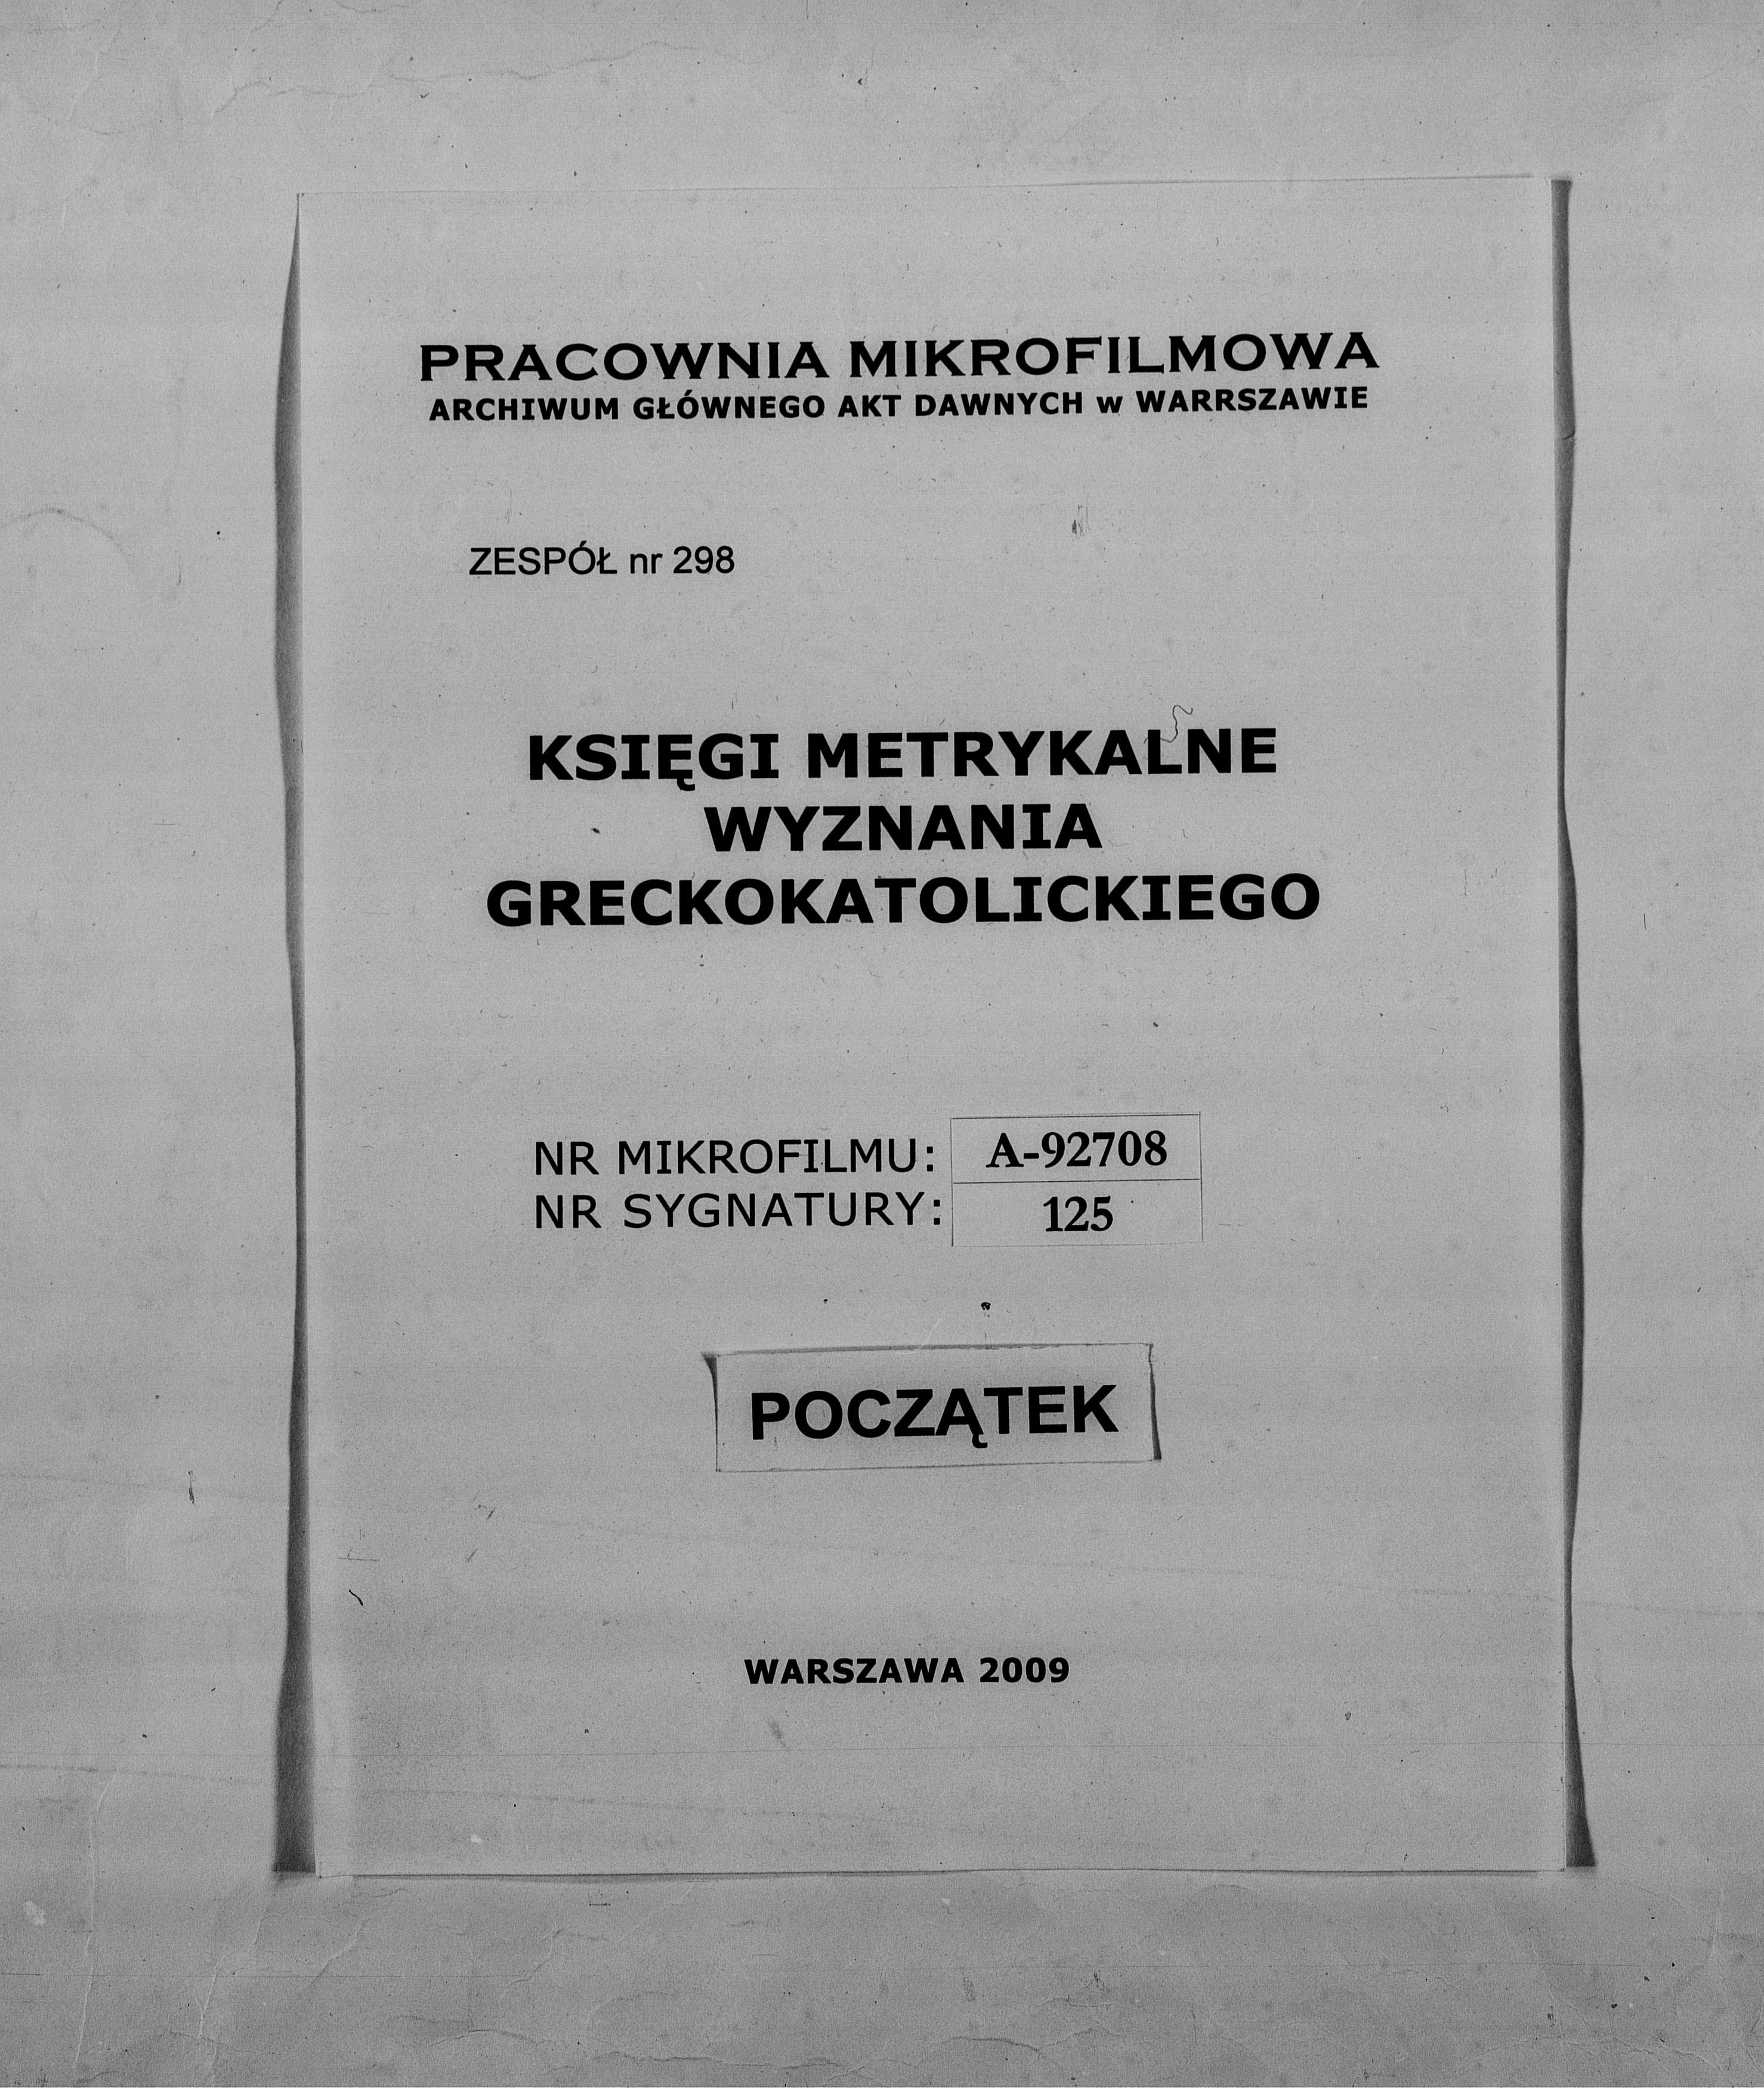 PRACOWNIA MIKROFILMOWA
ARCHIWUM GŁÓWNEGO AKT DAWNYCH w WARRSZAWIE
ZESPÓŁ nr 298
KSIĘGI METRYKALNE
WYZNANIA
GRECKOKATOLICKIEGO
NR MIKROFILMU: A-92708
NR SYGNATURY: 125
POCZĄTEK
WARSZAWA 2009